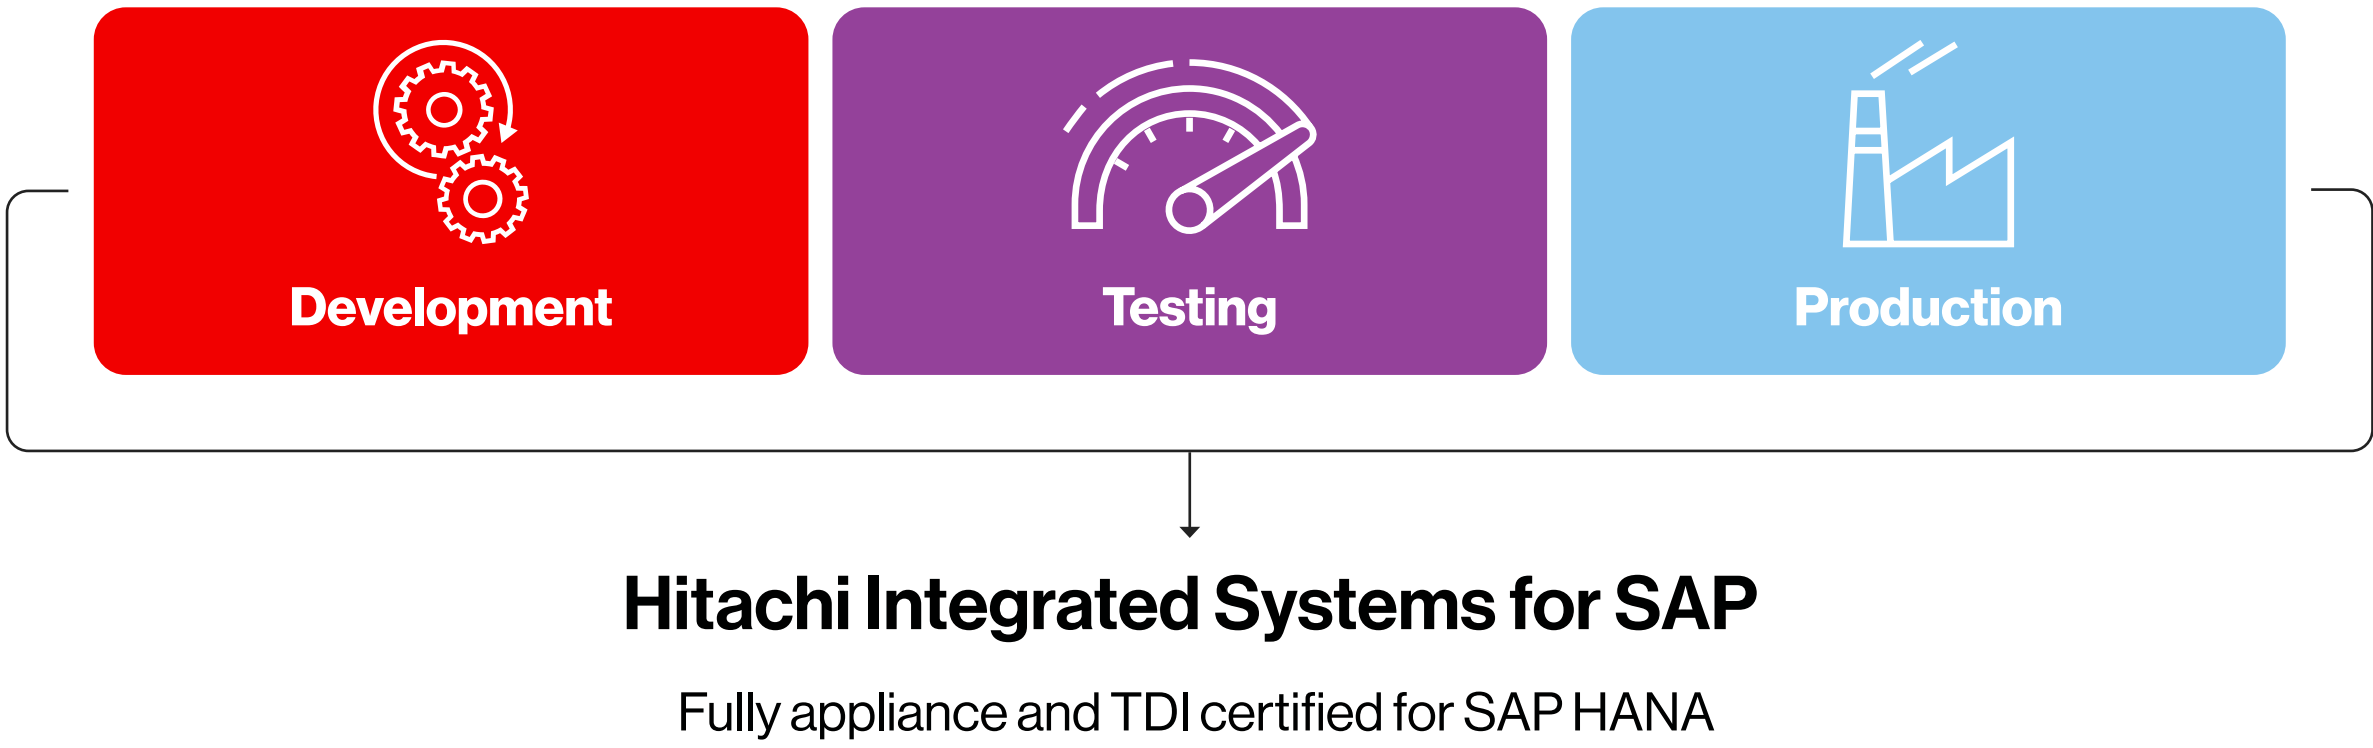 Development
Testing
Production
Hitachi Integrated Systems for SAP
Fully appliance and TDI certified for SAP HANA